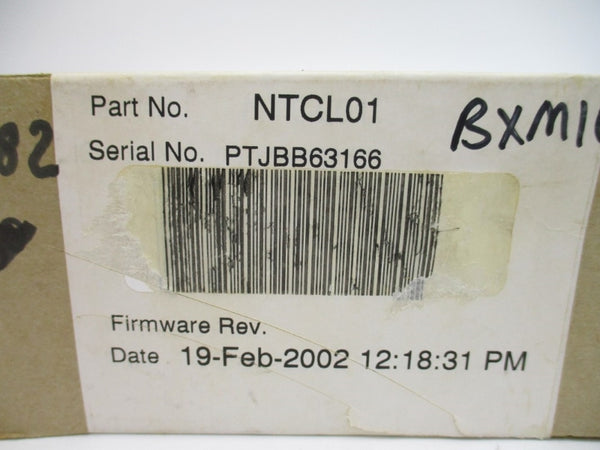 Part No. NTCL01
BXM1
82
Serial No. PTJBB63166
Firmware Rev.
Date 19-Feb-2002 12:18:31 PM